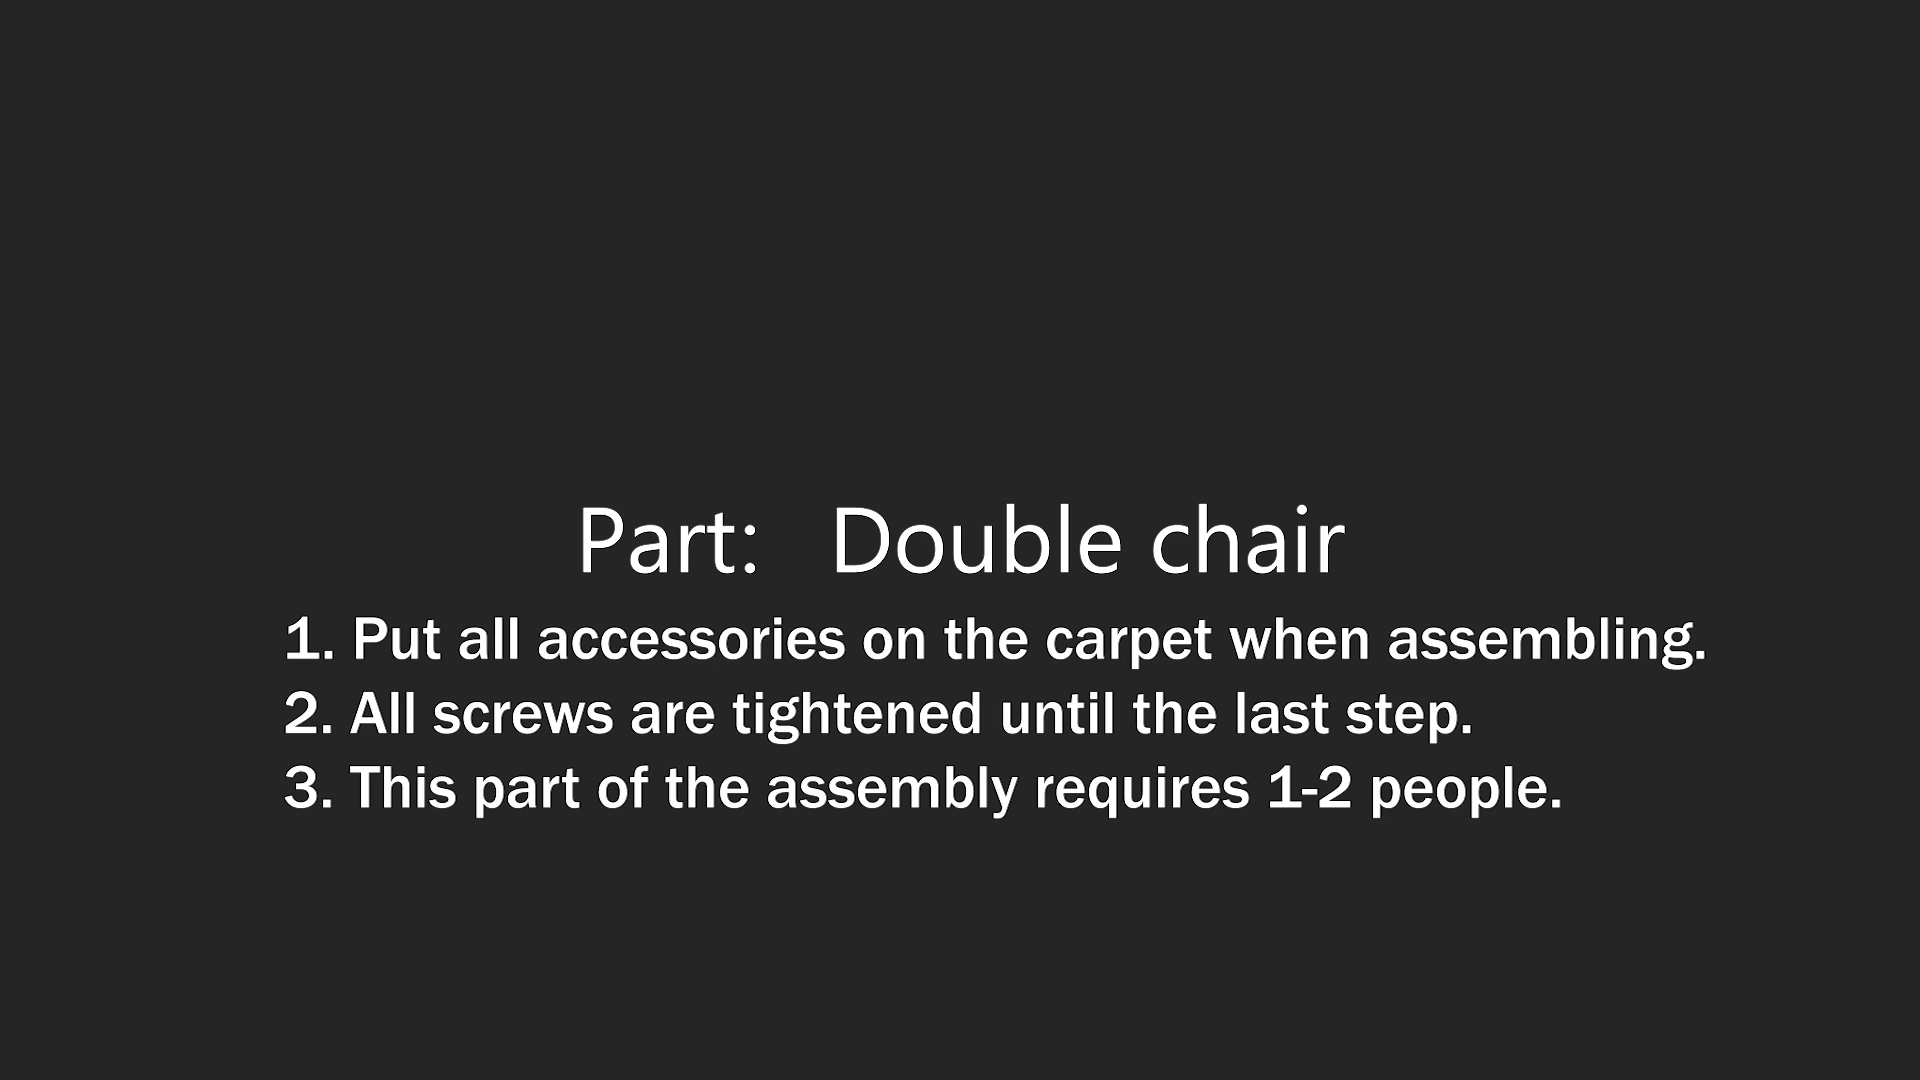 Part: Double chair
1. Put all accessories on the carpet when assembling.
2. All screws are tightened until the last step.
3. This part of the assembly requires 1-2 people.